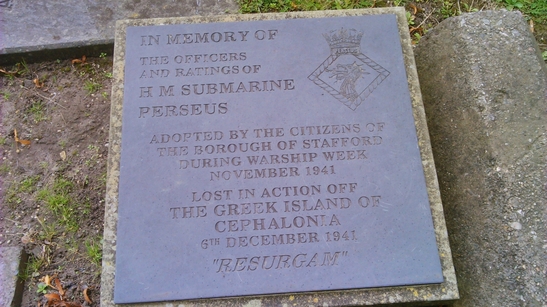 IN MEMORY OF
THE OFFICERS
AND RATINGS OF
H M SUBMARINE
PERSEUS
ADOPTED BY THE CITIZENS OF
THE BOROUGH OF STAFFORD
DURING WARSHIP WEEK
NOVEMBER 1941
LOST IN ACTION OFF
THE GREEK ISLAND OF
CEPHALONIA
6TH DECEMBER 1941
"RESURGAM"